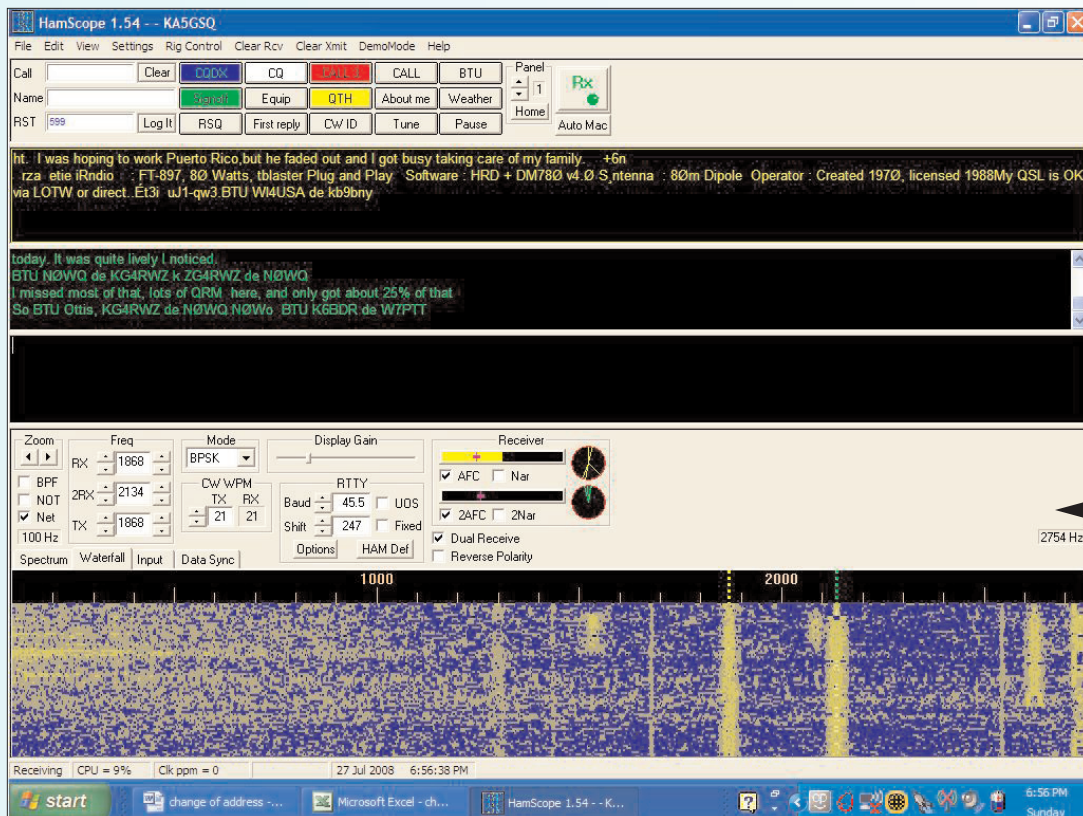 HamScope 1.54 - - KA5GSQ
File Edit View Settings Rig Control Clear Rcv Clear Xmit DemoMode Help
Call Clear CQDX CQ CALL BTU Panel
Name Equip QTH About me Weather 1 Rx
RST 599 Log It RSQ First reply CW ID Tune Pause Home Auto Mac
ht. I was hoping to work Puerto Rico,but he faded out and I got busy taking care of my family. +6n
rza etie iRndio : FT-897, 8Ø Watts, tblaster Plug and Play Software : HRD + DM78Ø v4.Ø S,ntenna : 8Øm Dipole Operator : Created 197Ø, licensed 1988My QSL is OK
via LOTW or direct..Ét3i uJ1-qw3.BTU WI4USA de kb9bny
today. It was quite lively I noticed.
BTU NØWQ de KG4RWZ k ZG4RWZ de NØWQ
I missed most of that, lots of QRM here, and only got about 25% of that
So BTU Ottis, KG4RWZ de NØWQ NØWo BTU K6BDR de W7PTT
Zoom Freq Mode Display Gain Receiver
RX 1868 BPSK
BPF CW WPM RTTY AFC Nar
NOT 2RX 2134 TX RX Baud 45.5 UOS
Net TX 1868 21 21 Shift 247 Fixed 2AFC 2Nar
100 Hz Options HAM Def Dual Receive 2754 Hz
Spectrum Waterfall Input Data Sync Reverse Polarity
1000 2000
Receiving CPU = 9% Clk ppm = 0 27 Jul 2008 6:56:38 PM
start change of address -... Microsoft Excel - ch... HamScope 1.54 - - K... 6:56 PM
Sunday